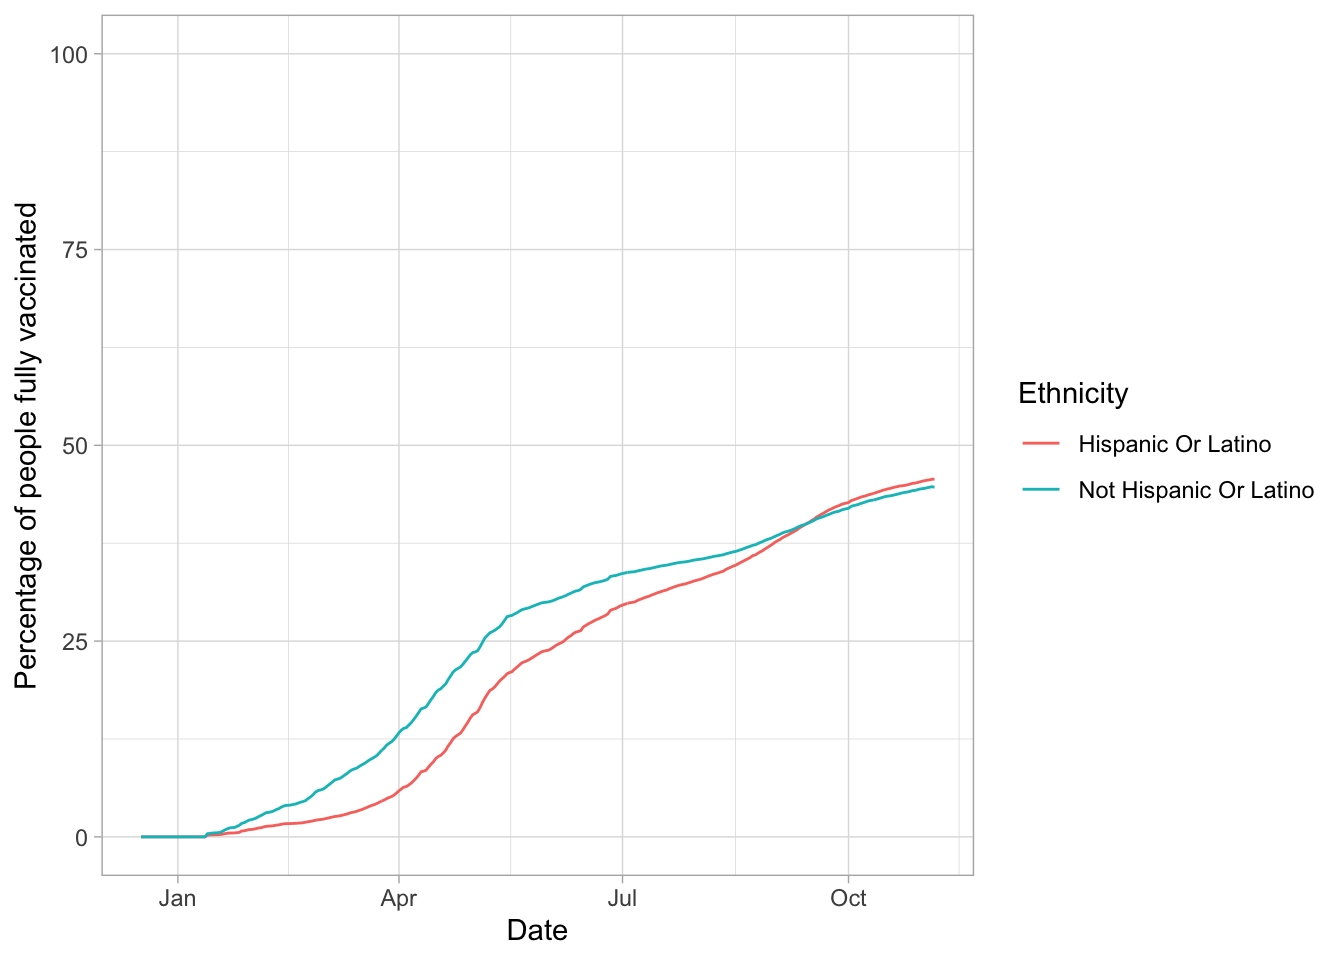 Percentage of people fully vaccinated
100
75
50
25
0
Jan
Apr
Jul
Oct
Date
Ethnicity
Hispanic Or Latino
Not Hispanic Or Latino